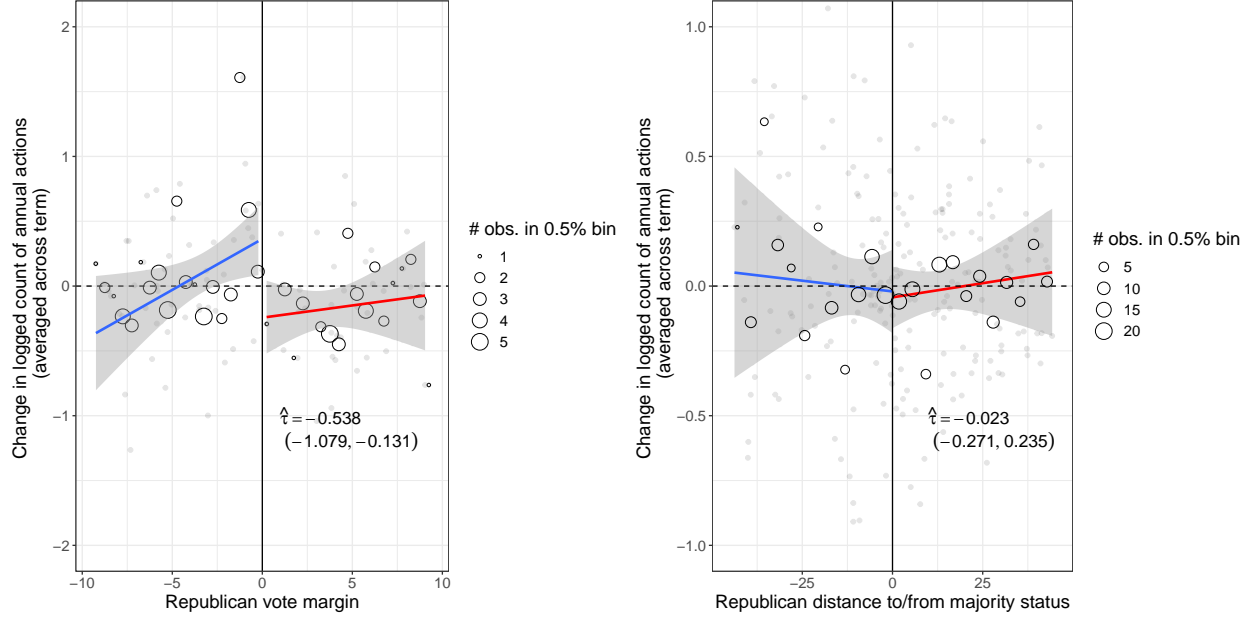 Change in logged count of annual actions
(averaged across term)
2
1
0
−1
−2
−10
−5
0
5
10
Republican vote margin
τ̂ = −0.538
(−1.079, −0.131)
# obs. in 0.5% bin
1
2
3
4
5
Change in logged count of annual actions
(averaged across term)
1.0
0.5
0.0
−0.5
−1.0
−25
0
25
Republican distance to/from majority status
τ̂ = −0.023
(−0.271, 0.235)
# obs. in 0.5% bin
5
10
15
20